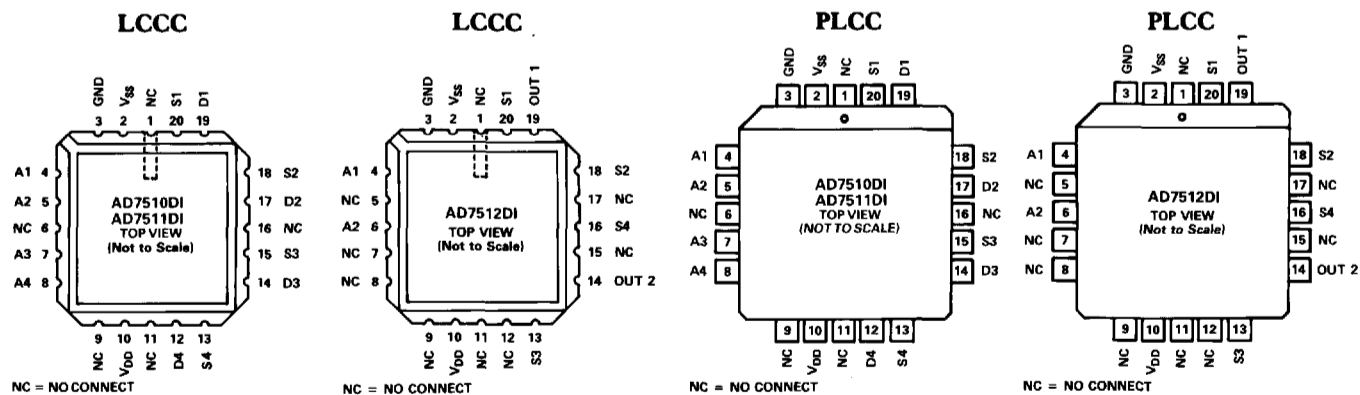 LCCC
GND VSS NC S1 D1
3 2 1 20 19
A1 4
A2 5
NC 6
A3 7
A4 8
AD7510DI
AD7511DI
TOP VIEW
(Not to Scale)
18 S2
17 D2
16 NC
15 S3
14 D3
9 10 11 12 13
NC VDD NC D4 S4
NC = NO CONNECT
LCCC
GND VSS NC S1 OUT 1
3 2 1 20 19
A1 4
NC 5
A2 6
NC 7
NC 8
AD7512DI
TOP VIEW
(Not to Scale)
18 S2
17 NC
16 S4
15 NC
14 OUT 2
9 10 11 12 13
NC VDD NC NC S3
NC = NO CONNECT
PLCC
GND VSS NC S1 D1
3 2 1 20 19
A1 4
A2 5
NC 6
A3 7
A4 8
AD7510DI
AD7511DI
TOP VIEW
(NOT TO SCALE)
18 S2
17 D2
16 NC
15 S3
14 D3
9 10 11 12 13
NC VDD NC D4 S4
NC = NO CONNECT
PLCC
GND VSS NC S1 OUT 1
3 2 1 20 19
A1 4
NC 5
A2 6
NC 7
NC 8
AD7512DI
TOP VIEW
(Not to Scale)
18 S2
17 NC
16 S4
15 NC
14 OUT 2
9 10 11 12 13
NC VDD NC NC S3
NC = NO CONNECT